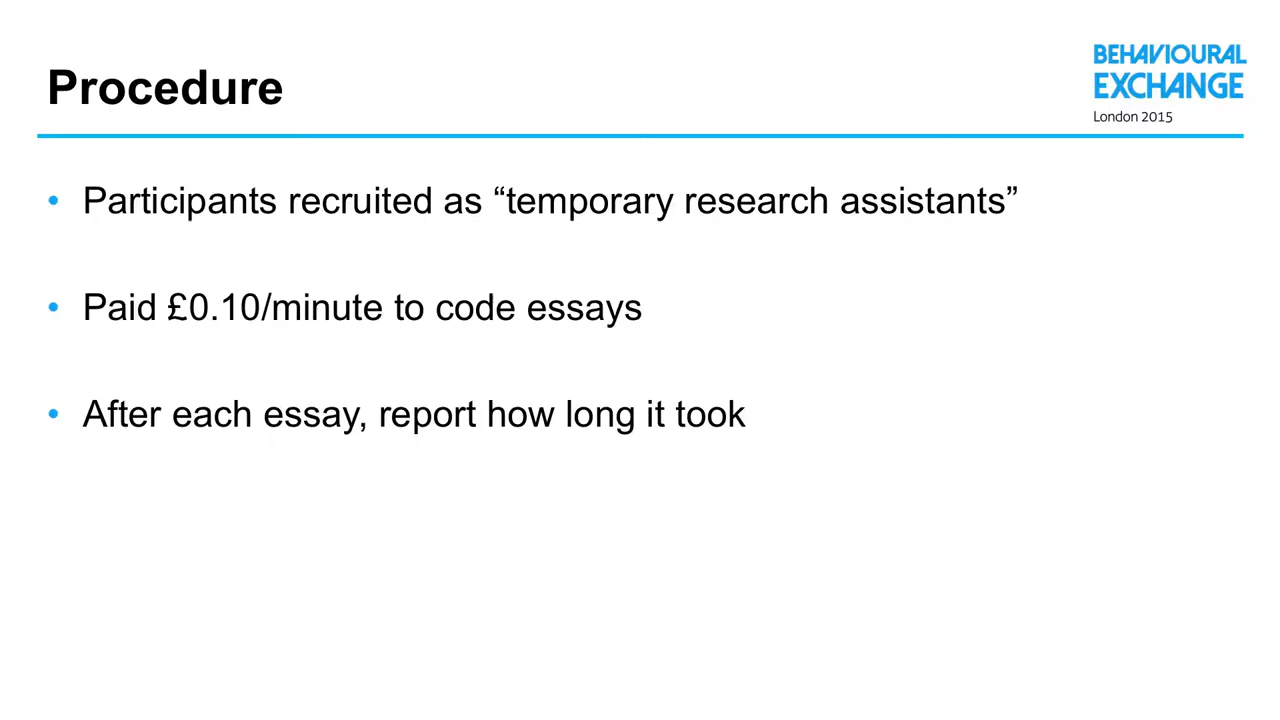 Procedure
BEHAVIOURAL
EXCHANGE
London 2015
• Participants recruited as “temporary research assistants”
• Paid £0.10/minute to code essays
• After each essay, report how long it took